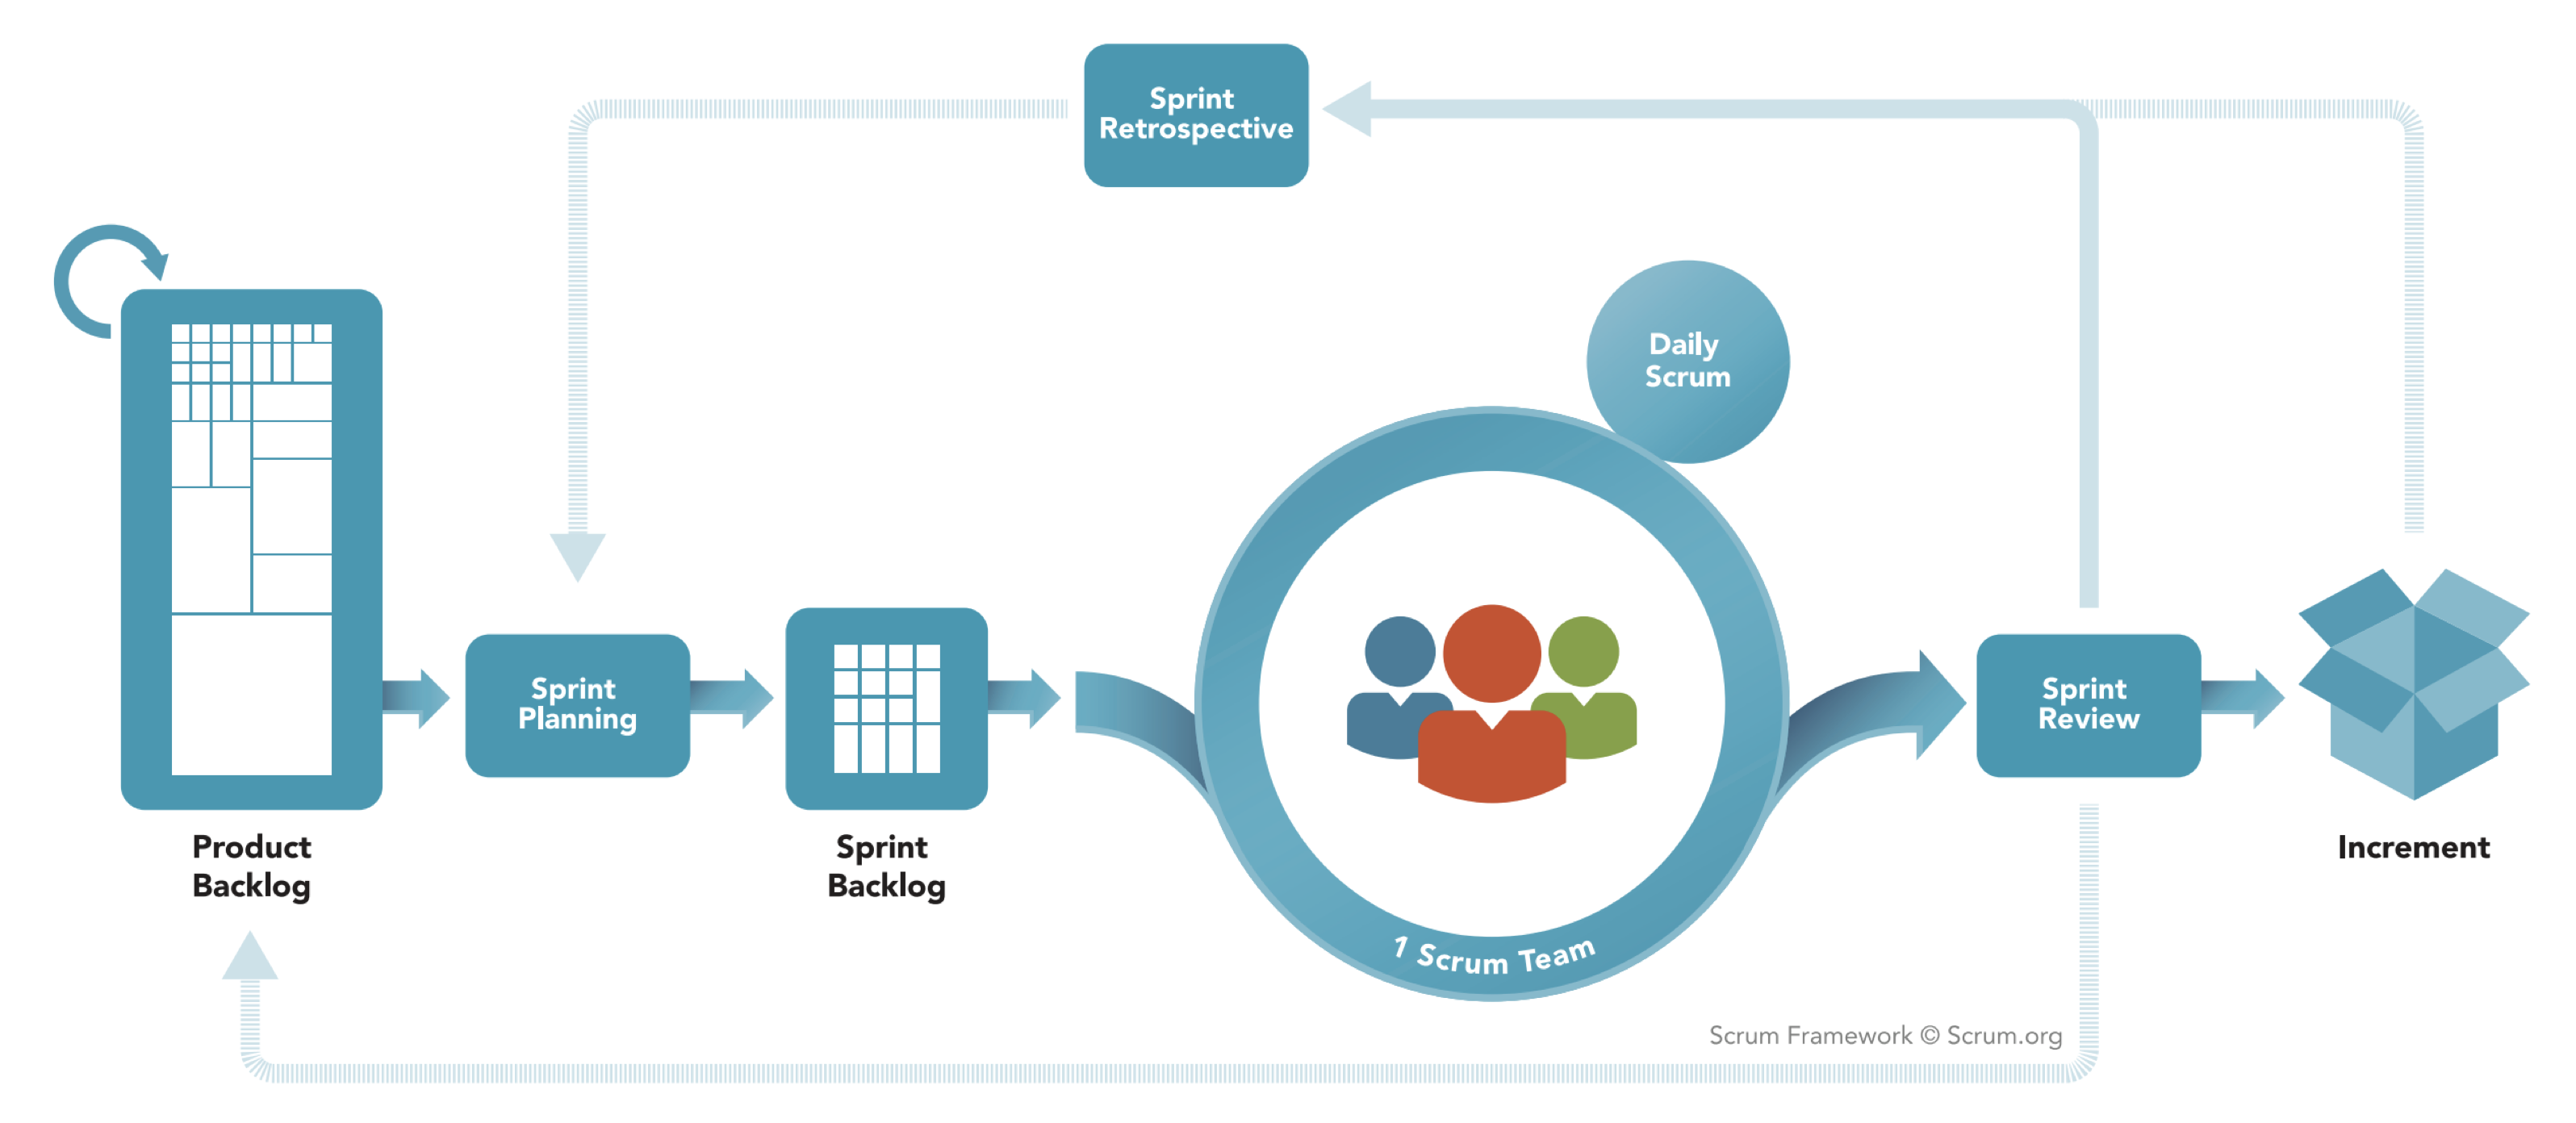 Sprint
Retrospective
Daily
Scrum
Sprint
Planning
Sprint
Review
Product
Backlog
Sprint
Backlog
Increment
1 Scrum Team
Scrum Framework © Scrum.org